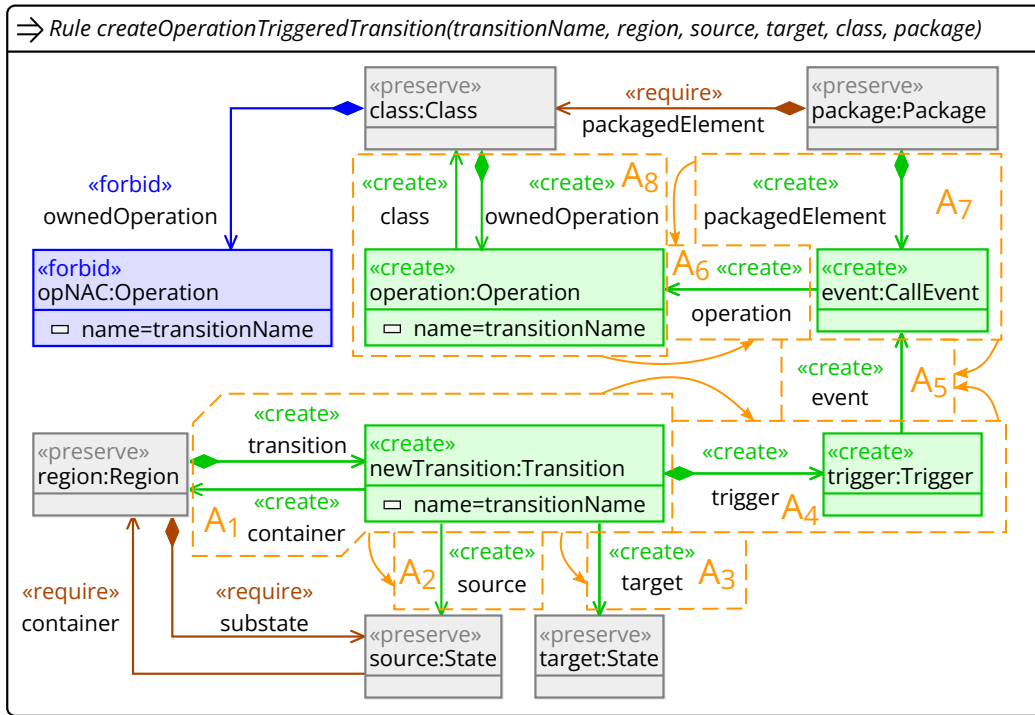 Rule createOperationTriggeredTransition(transitionName, region, source, target, class, package)
«preserve»
class:Class
«require»
packagedElement
«preserve»
package:Package
«forbid»
ownedOperation
«create»
class
«create»
ownedOperation
A8
«create»
packagedElement
A7
«forbid»
opNAC:Operation
name=transitionName
«create»
operation:Operation
name=transitionName
A6
«create»
operation
«create»
event:CallEvent
«create»
event
A5
«preserve»
region:Region
«create»
transition
«create»
container
A1
«create»
newTransition:Transition
name=transitionName
«create»
trigger
A4
«create»
trigger:Trigger
«require»
container
«require»
substate
A2
«create»
source
«create»
target
A3
«preserve»
source:State
«preserve»
target:State